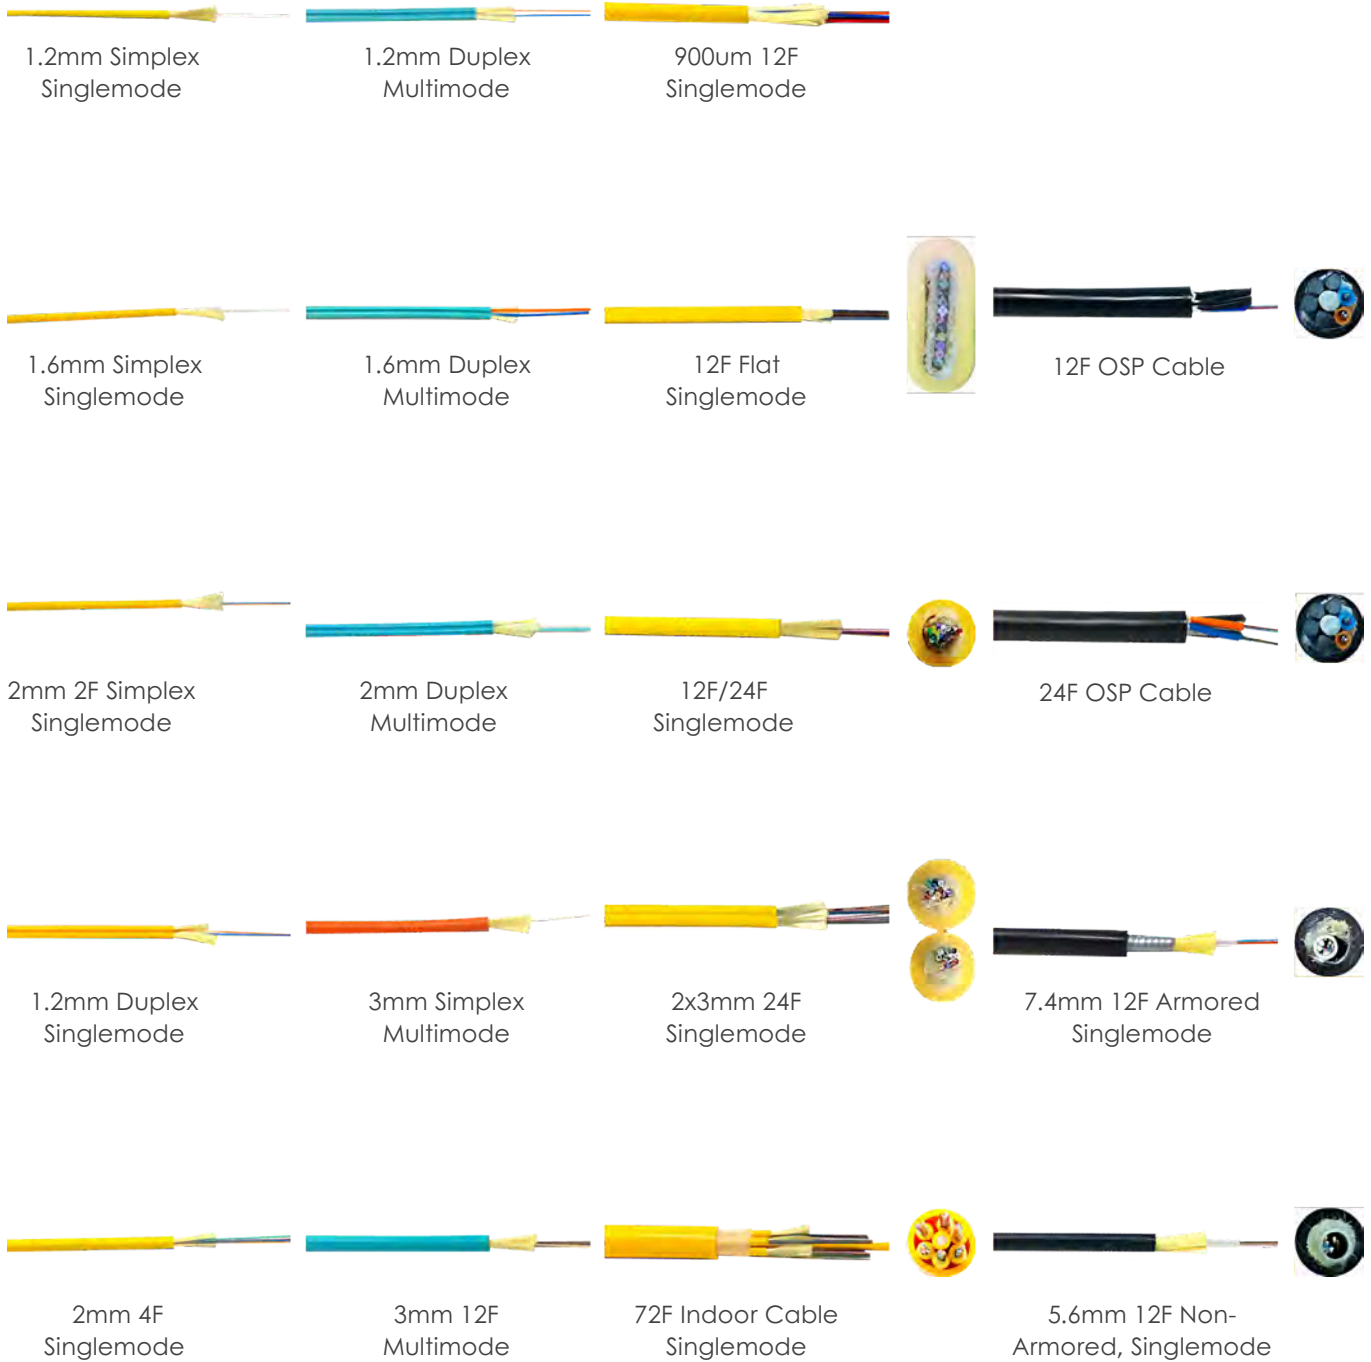 1.2mm Simplex
Singlemode
1.2mm Duplex
Multimode
900um 12F
Singlemode
1.6mm Simplex
Singlemode
1.6mm Duplex
Multimode
12F Flat
Singlemode
12F OSP Cable
2mm 2F Simplex
Singlemode
2mm Duplex
Multimode
12F/24F
Singlemode
24F OSP Cable
1.2mm Duplex
Singlemode
3mm Simplex
Multimode
2x3mm 24F
Singlemode
7.4mm 12F Armored
Singlemode
2mm 4F
Singlemode
3mm 12F
Multimode
72F Indoor Cable
Singlemode
5.6mm 12F Non-
Armored, Singlemode